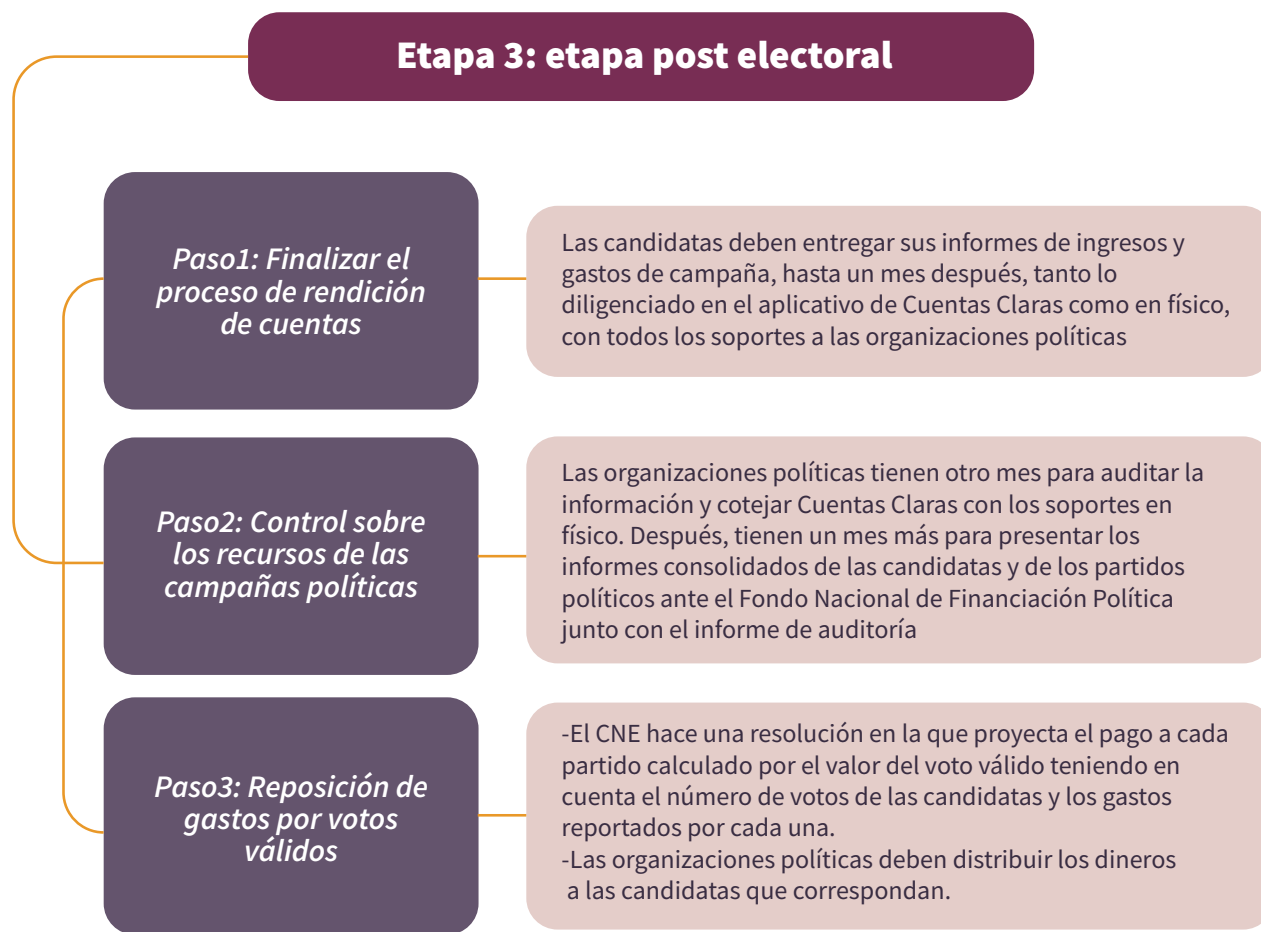 Etapa 3: etapa post electoral
Paso1: Finalizar el
proceso de rendición
de cuentas
Las candidatas deben entregar sus informes de ingresos y
gastos de campaña, hasta un mes después, tanto lo
diligenciado en el aplicativo de Cuentas Claras como en físico,
con todos los soportes a las organizaciones políticas
Paso2: Control sobre
los recursos de las
campañas políticas
Las organizaciones políticas tienen otro mes para auditar la
información y cotejar Cuentas Claras con los soportes en
físico. Después, tienen un mes más para presentar los
informes consolidados de las candidatas y de los partidos
políticos ante el Fondo Nacional de Financiación Política
junto con el informe de auditoría
Paso3: Reposición de
gastos por votos
válidos
-El CNE hace una resolución en la que proyecta el pago a cada
partido calculado por el valor del voto válido teniendo en
cuenta el número de votos de las candidatas y los gastos
reportados por cada una.
-Las organizaciones políticas deben distribuir los dineros
a las candidatas que correspondan.